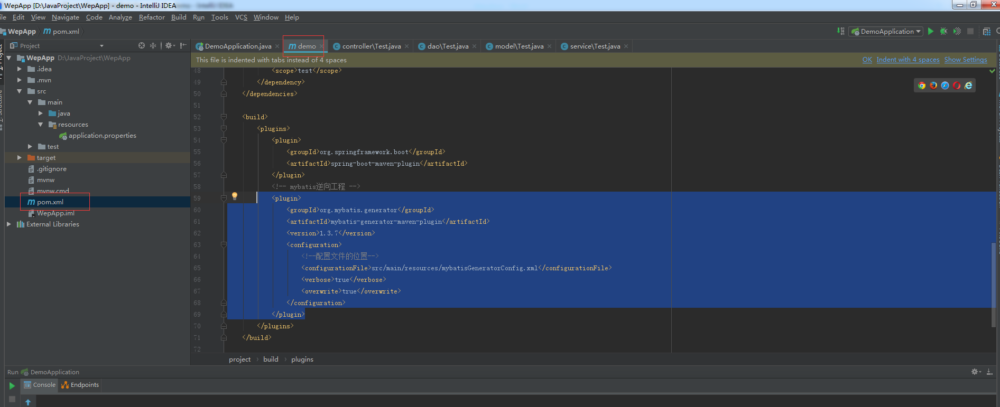 WepApp [D:\JavaProject\WepApp] - demo - IntelliJ IDEA
Edit View Navigate Code Analyze Refactor Build Run Tools VCS Window Help
WepApp pom.xml
DemoApplication
Project
DemoApplication.java demo controller\Test.java dao\Test.java model\Test.java service\Test.java
This file is indented with tabs instead of 4 spaces OK Indent with 4 spaces Show Settings
WepApp D:\JavaProject\WepApp
.idea
.mvn
src
main
java
resources
application.properties
test
target
.gitignore
mvnw
mvnw.cmd
pom.xml
WepApp.iml
External Libraries
48 <scope>test</scope>
49 </dependency>
50 </dependencies>
51
52 <build>
53 <plugins>
54 <plugin>
55 <groupId>org.springframework.boot</groupId>
56 <artifactId>spring-boot-maven-plugin</artifactId>
57 </plugin>
58 <!-- mybatis逆向工程 -->
59 <plugin>
60 <groupId>org.mybatis.generator</groupId>
61 <artifactId>mybatis-generator-maven-plugin</artifactId>
62 <version>1.3.7</version>
63 <configuration>
64 <!--配置文件的位置-->
65 <configurationFile>src/main/resources/mybatisGeneratorConfig.xml</configurationFile>
66 <verbose>true</verbose>
67 <overwrite>true</overwrite>
68 </configuration>
69 </plugin>
70 </plugins>
71 </build>
72
project › build › plugins
Run DemoApplication
Console Endpoints